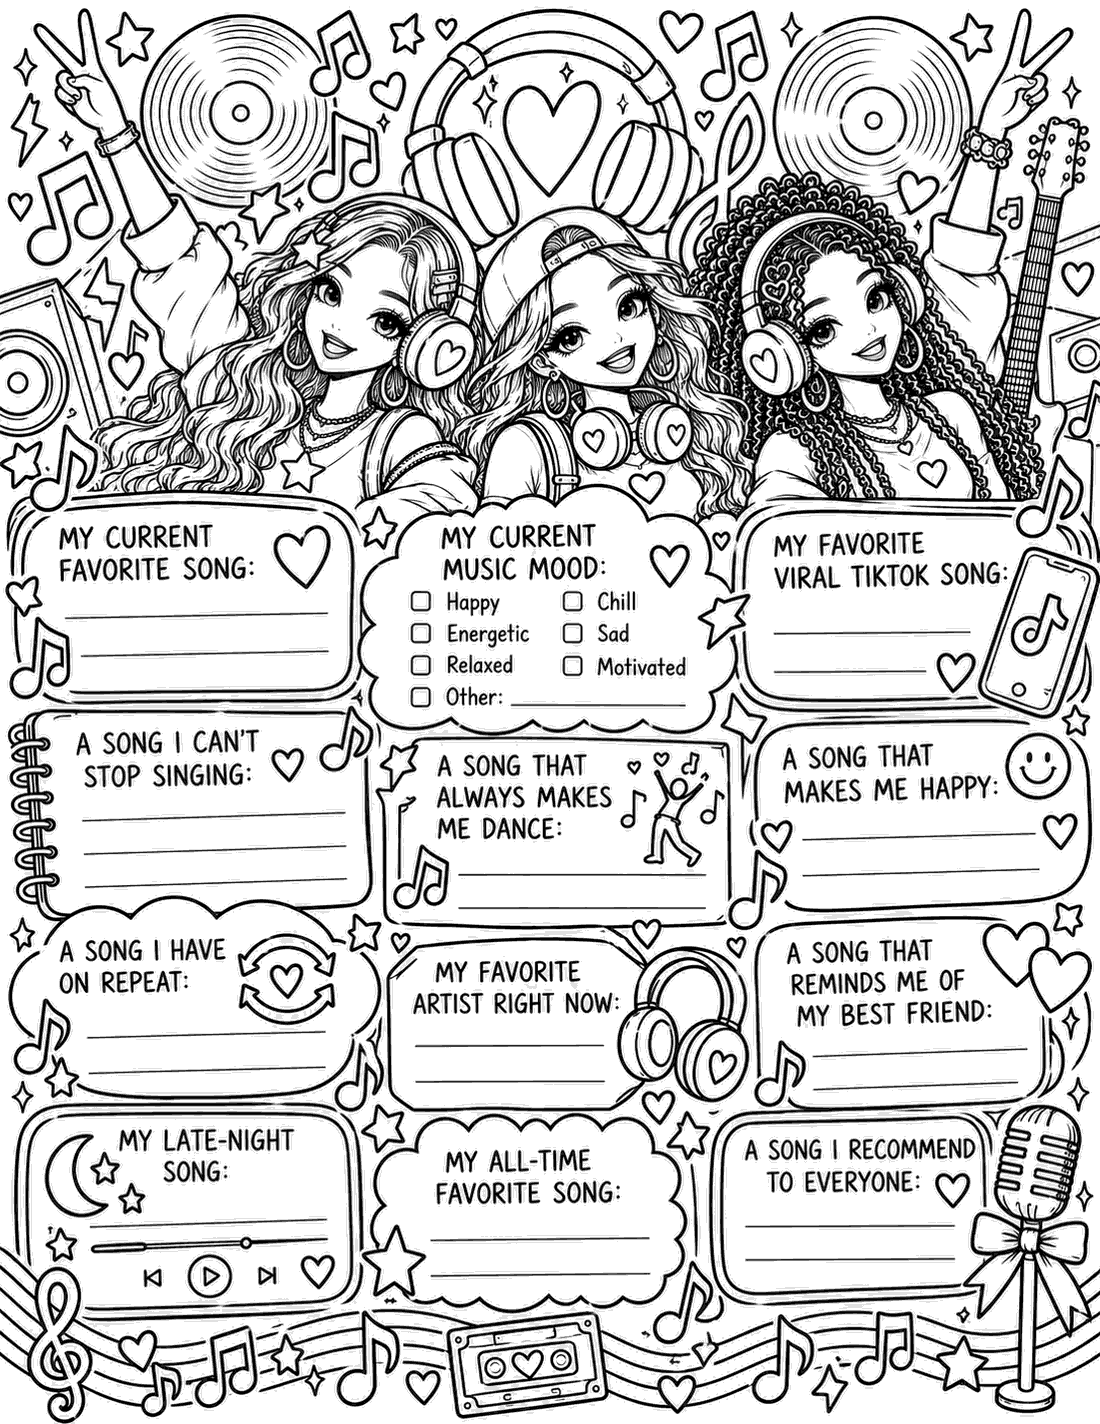 MY CURRENT
FAVORITE SONG:
MY CURRENT
MUSIC MOOD:
Happy
Chill
Energetic
Sad
Relaxed
Motivated
Other:
MY FAVORITE
VIRAL TIKTOK SONG:
A SONG I CAN'T
STOP SINGING:
A SONG THAT
ALWAYS MAKES
ME DANCE:
A SONG THAT
MAKES ME HAPPY:
A SONG I HAVE
ON REPEAT:
MY FAVORITE
ARTIST RIGHT NOW:
A SONG THAT
REMINDS ME OF
MY BEST FRIEND:
MY LATE-NIGHT
SONG:
MY ALL-TIME
FAVORITE SONG:
A SONG I RECOMMEND
TO EVERYONE: